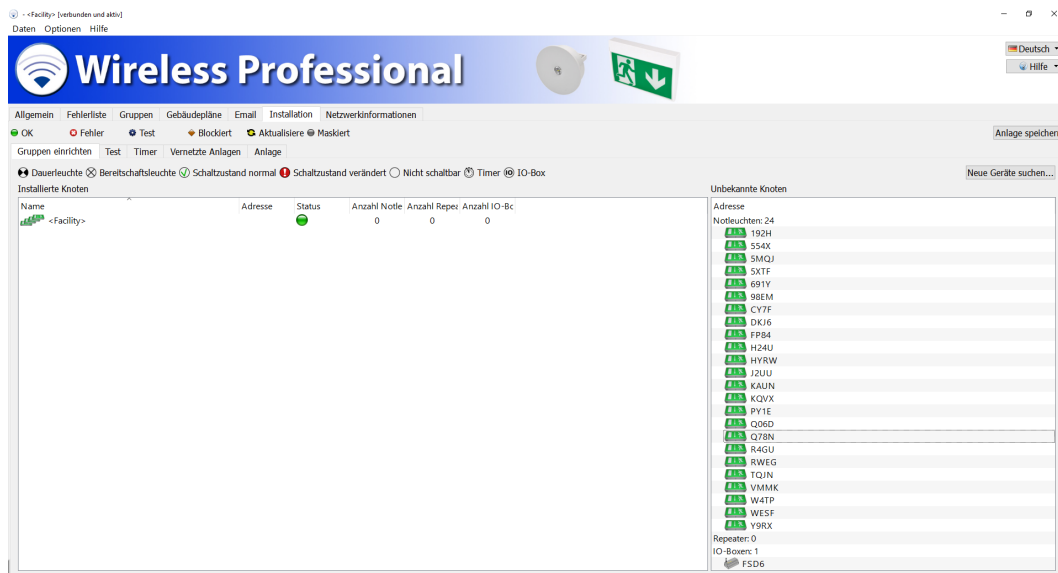 - <Facility> [verbunden und aktiv]
Daten Optionen Hilfe
Wireless Professional
Deutsch
Hilfe
Allgemein Fehlerliste Gruppen Gebäudepläne Email Installation Netzwerkinformationen
OK Fehler Test Blockiert Aktualisiere Maskiert
Anlage speichern
Gruppen einrichten Test Timer Vernetzte Anlagen Anlage
Dauerleuchte Bereitschaftsleuchte Schaltzustand normal Schaltzustand verändert Nicht schaltbar Timer IO IO-Box
Neue Geräte suchen...
Installierte Knoten
Name Adresse Status Anzahl Notle Anzahl Repea Anzahl IO-Bc
<Facility> 0 0 0
Unbekannte Knoten
Adresse
Notleuchten: 24
192H
554X
5MQJ
5XTF
691Y
98EM
CY7F
DKJ6
FP84
H24U
HYRW
J2UU
KAUN
KQVX
PY1E
Q06D
Q78N
R4GU
RWEG
TQJN
VMMK
W4TP
WESF
Y9RX
Repeater: 0
IO-Boxen: 1
FSD6